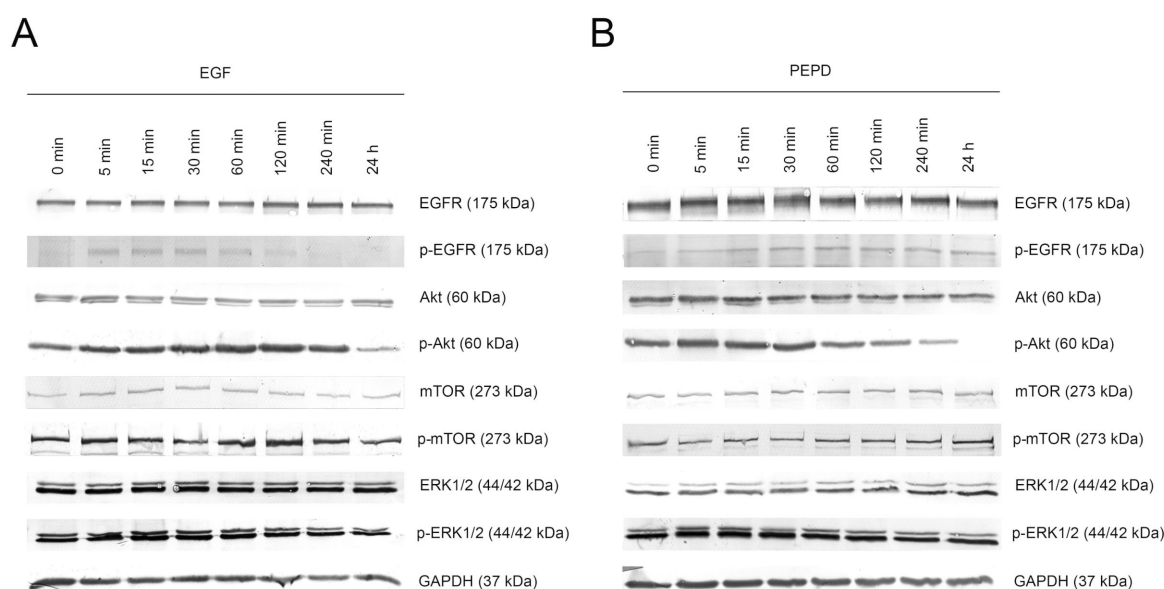 A
EGF
0 min 5 min 15 min 30 min 60 min 120 min 240 min 24 h
EGFR (175 kDa)
p-EGFR (175 kDa)
Akt (60 kDa)
p-Akt (60 kDa)
mTOR (273 kDa)
p-mTOR (273 kDa)
ERK1/2 (44/42 kDa)
p-ERK1/2 (44/42 kDa)
GAPDH (37 kDa)
B
PEPD
0 min 5 min 15 min 30 min 60 min 120 min 240 min 24 h
EGFR (175 kDa)
p-EGFR (175 kDa)
Akt (60 kDa)
p-Akt (60 kDa)
mTOR (273 kDa)
p-mTOR (273 kDa)
ERK1/2 (44/42 kDa)
p-ERK1/2 (44/42 kDa)
GAPDH (37 kDa)